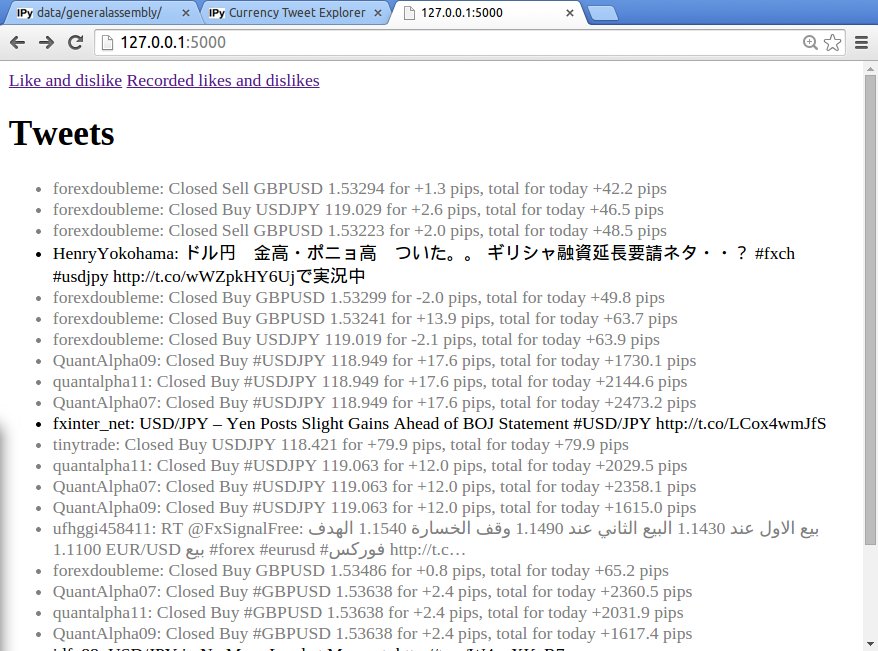 IPy data/generalassembly/
IPy Currency Tweet Explorer
127.0.0.1:5000
127.0.0.1:5000
Like and dislike Recorded likes and dislikes
Tweets
forexdoubleme: Closed Sell GBPUSD 1.53294 for +1.3 pips, total for today +42.2 pips
forexdoubleme: Closed Buy USDJPY 119.029 for +2.6 pips, total for today +46.5 pips
forexdoubleme: Closed Sell GBPUSD 1.53223 for +2.0 pips, total for today +48.5 pips
HenryYokohama: ドル円　金高・ポニョ高　ついた。。 ギリシャ融資延長要請ネタ・・？ #fxch
#usdjpy http://t.co/wWZpkHY6Ujで実況中
forexdoubleme: Closed Buy GBPUSD 1.53299 for -2.0 pips, total for today +49.8 pips
forexdoubleme: Closed Buy GBPUSD 1.53241 for +13.9 pips, total for today +63.7 pips
forexdoubleme: Closed Buy USDJPY 119.019 for -2.1 pips, total for today +63.9 pips
QuantAlpha09: Closed Buy #USDJPY 118.949 for +17.6 pips, total for today +1730.1 pips
quantalpha11: Closed Buy #USDJPY 118.949 for +17.6 pips, total for today +2144.6 pips
QuantAlpha07: Closed Buy #USDJPY 118.949 for +17.6 pips, total for today +2473.2 pips
fxinter_net: USD/JPY – Yen Posts Slight Gains Ahead of BOJ Statement #USD/JPY http://t.co/LCox4wmJfS
tinytrade: Closed Buy USDJPY 118.421 for +79.9 pips, total for today +79.9 pips
quantalpha11: Closed Buy #USDJPY 119.063 for +12.0 pips, total for today +2029.5 pips
QuantAlpha07: Closed Buy #USDJPY 119.063 for +12.0 pips, total for today +2358.1 pips
QuantAlpha09: Closed Buy #USDJPY 119.063 for +12.0 pips, total for today +1615.0 pips
ufhggi458411: RT @FxSignalFree: بيع الاول عند 1.1430 البيع الثاني عند 1.1490 وقف الخسارة 1.1540 الهدف
1.1100 EUR/USD بيع #forex #eurusd #فوركس http://t.c…
forexdoubleme: Closed Buy GBPUSD 1.53486 for +0.8 pips, total for today +65.2 pips
QuantAlpha07: Closed Buy #GBPUSD 1.53638 for +2.4 pips, total for today +2360.5 pips
quantalpha11: Closed Buy #GBPUSD 1.53638 for +2.4 pips, total for today +2031.9 pips
QuantAlpha09: Closed Buy #GBPUSD 1.53638 for +2.4 pips, total for today +1617.4 pips